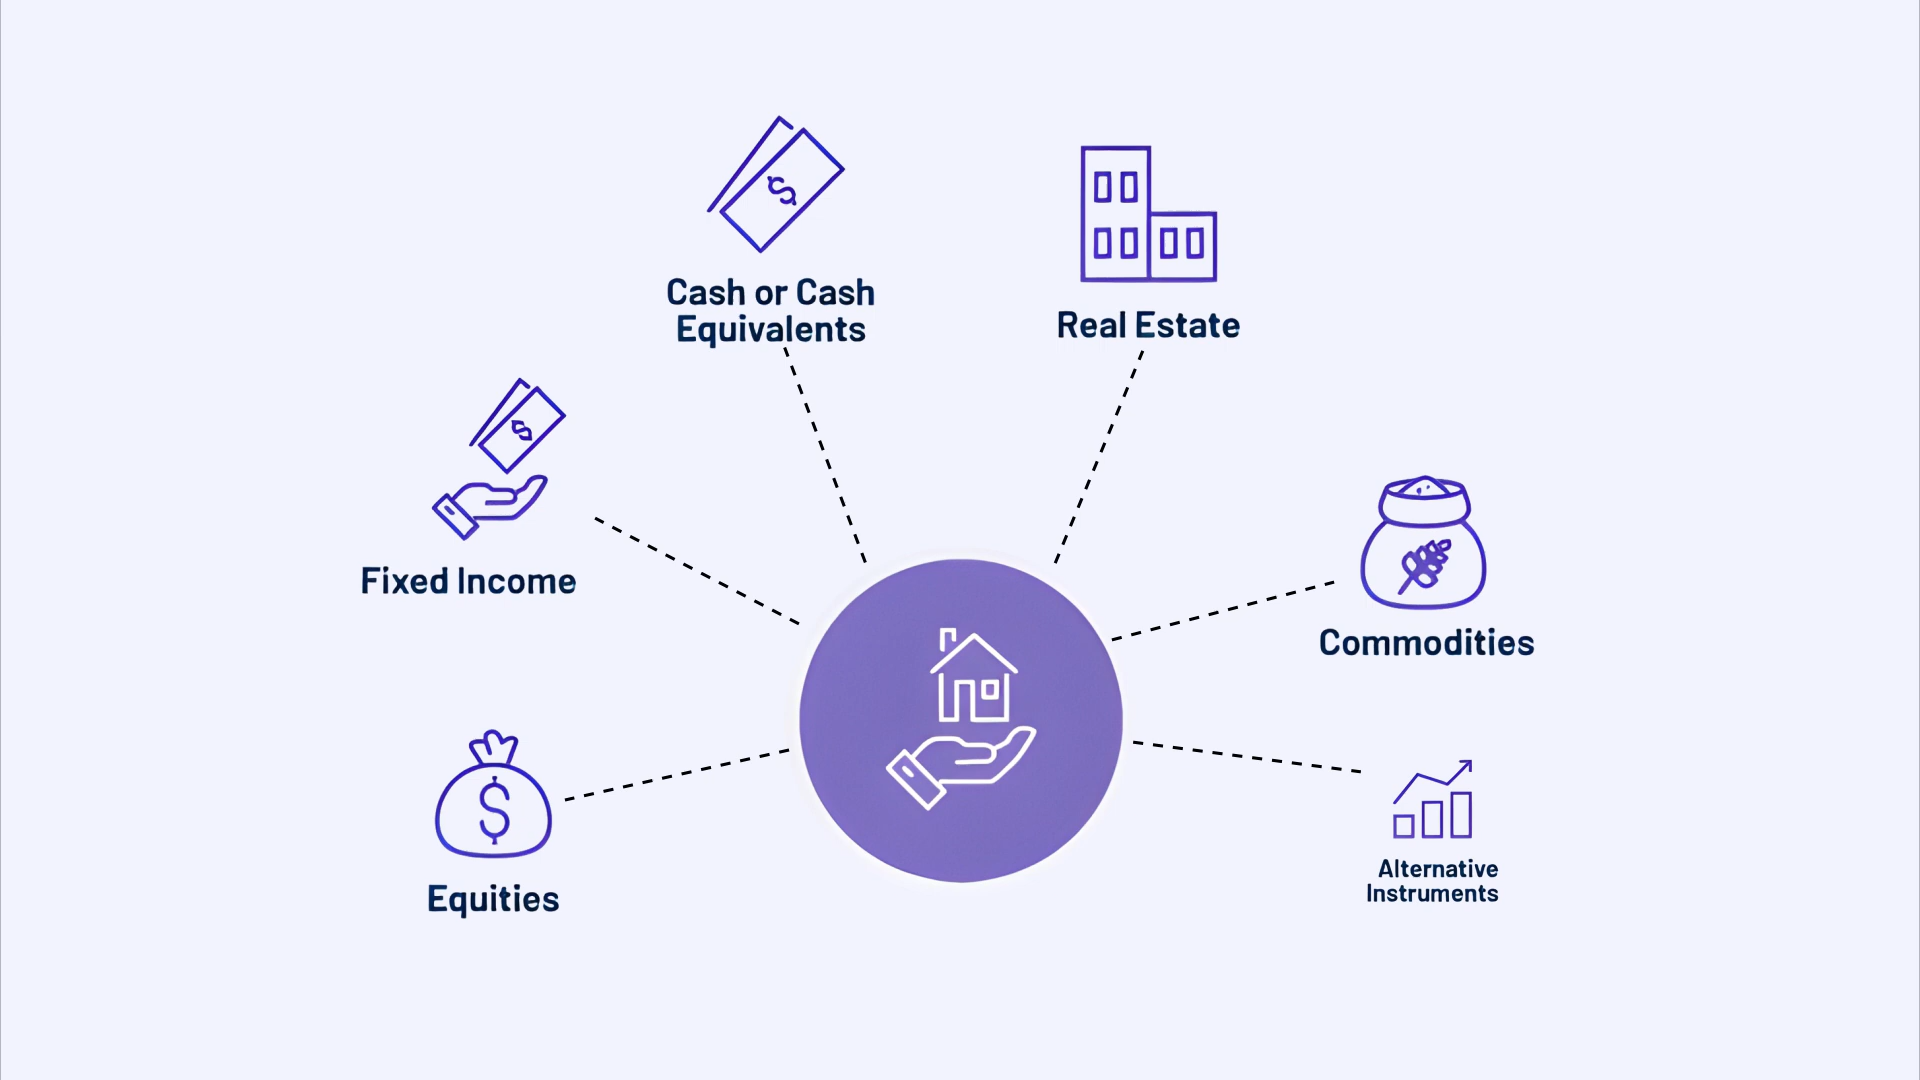 Cash or Cash
Equivalents
Real Estate
Fixed Income
Commodities
Equities
Alternative
Instruments